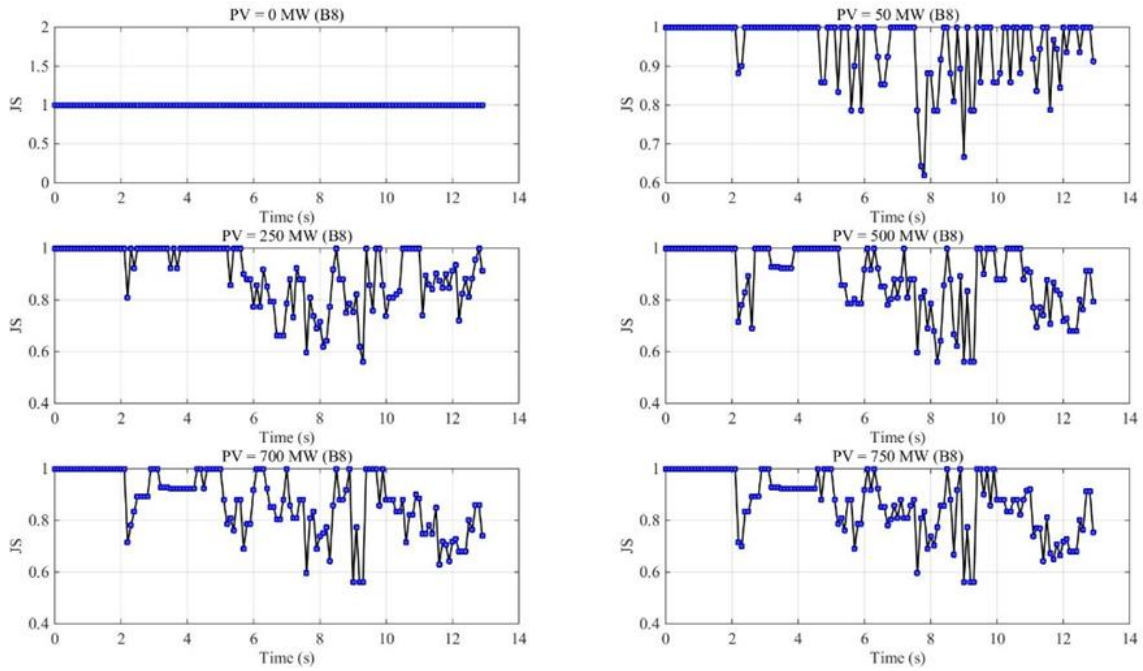 PV = 0 MW (B8)
2
1.5
JS
1
0.5
0
0 2 4 6 8 10 12 14
Time (s)
PV = 50 MW (B8)
1
0.9
JS
0.8
0.7
0.6
0 2 4 6 8 10 12 14
Time (s)
PV = 250 MW (B8)
1
0.8
JS
0.6
0.4
0 2 4 6 8 10 12 14
Time (s)
PV = 500 MW (B8)
1
0.8
JS
0.6
0.4
0 2 4 6 8 10 12 14
Time (s)
PV = 700 MW (B8)
1
0.8
JS
0.6
0.4
0 2 4 6 8 10 12 14
Time (s)
PV = 750 MW (B8)
1
0.8
JS
0.6
0.4
0 2 4 6 8 10 12 14
Time (s)